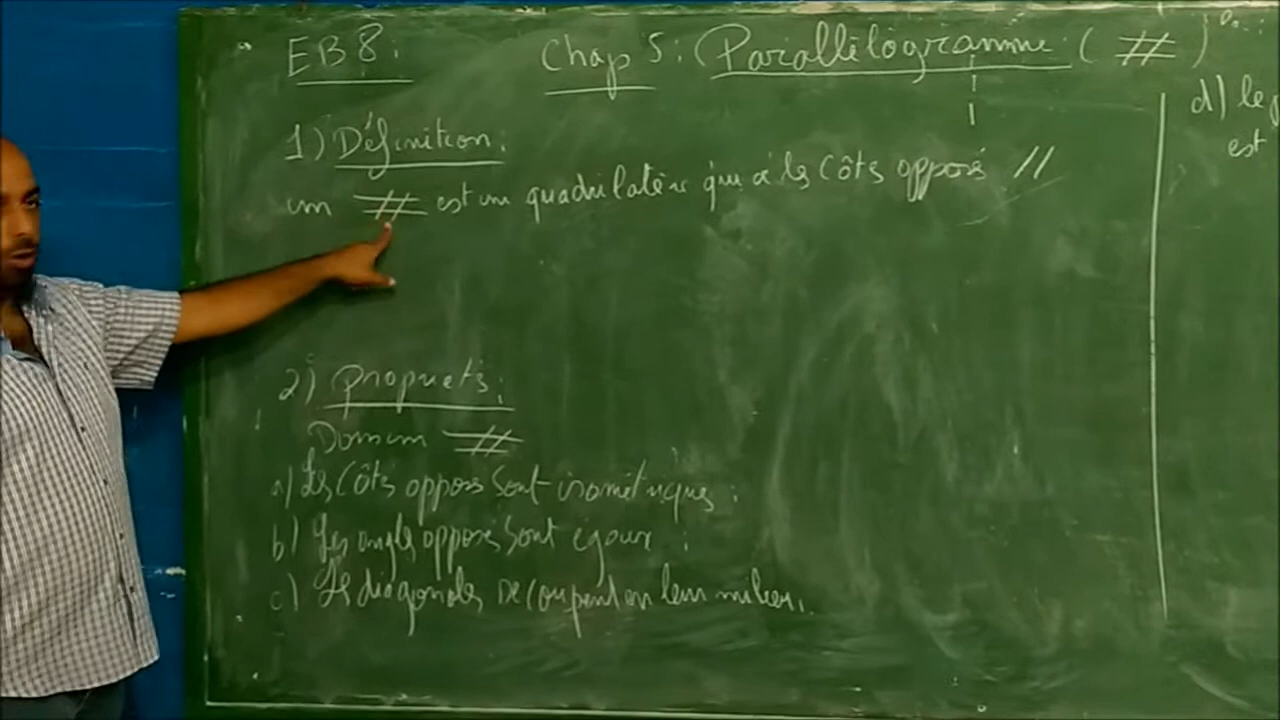 EB8:
Chap 5: Parallélogramme (#)
1) Définition:
un # est un quadrilatère qui a les côtés opposé //
2) Propriétés:
Dans un #
a) Les côtés opposés sont isométriques:
b) Les angles opposés sont égaux:
c) Les diagonales se coupent en leur milieu.
d) le
est